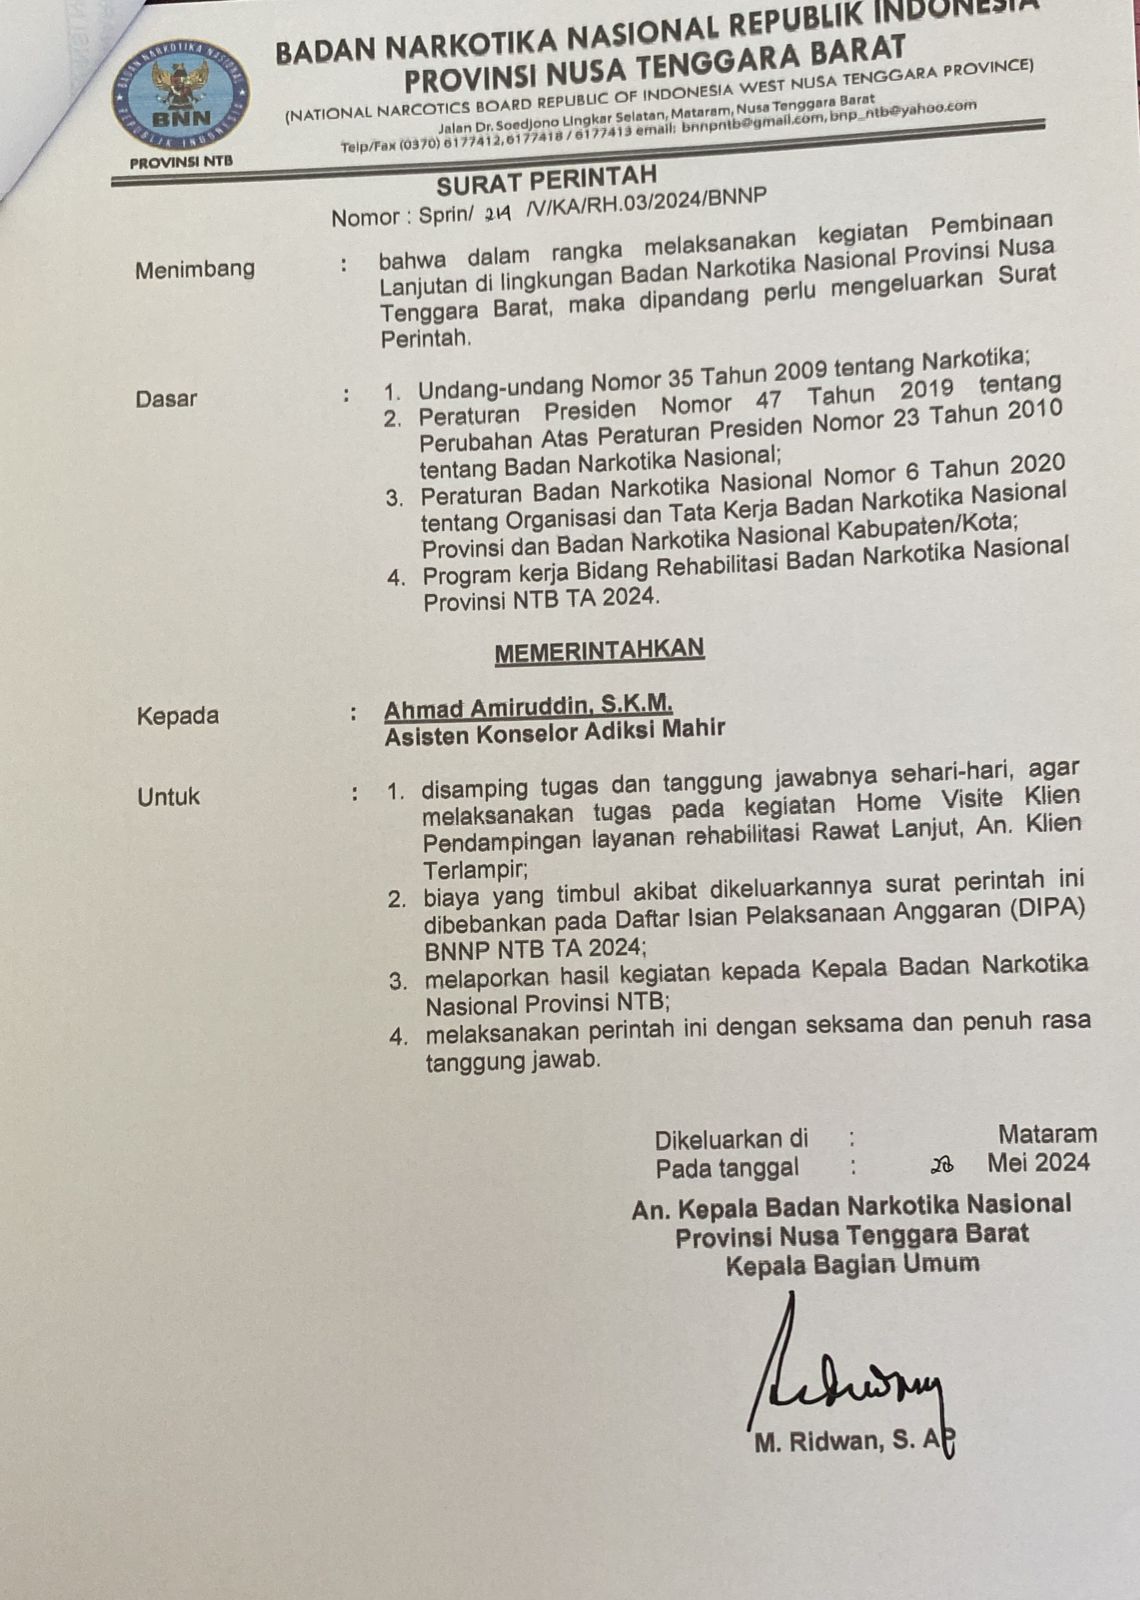 BADAN NARKOTIKA NASIONAL REPUBLIK INDONESIA
PROVINSI NUSA TENGGARA BARAT
(NATIONAL NARCOTICS BOARD REPUBLIC OF INDONESIA WEST NUSA TENGGARA PROVINCE)
Jalan Dr. Soedjono Lingkar Selatan, Mataram, Nusa Tenggara Barat
Telp/Fax (0370) 6177412, 6177418 / 6177413 email: bnnpntb@gmail.com, bnp_ntb@yahoo.com
BADAN NARKOTIKA NASIONAL
REPUBLIK INDONESIA
BNN
PROVINSI NTB
SURAT PERINTAH
Nomor : Sprin/ 214 /V/KA/RH.03/2024/BNNP
Menimbang : bahwa dalam rangka melaksanakan kegiatan Pembinaan
Lanjutan di lingkungan Badan Narkotika Nasional Provinsi Nusa
Tenggara Barat, maka dipandang perlu mengeluarkan Surat
Perintah.
Dasar : 1. Undang-undang Nomor 35 Tahun 2009 tentang Narkotika;
2. Peraturan Presiden Nomor 47 Tahun 2019 tentang
Perubahan Atas Peraturan Presiden Nomor 23 Tahun 2010
tentang Badan Narkotika Nasional;
3. Peraturan Badan Narkotika Nasional Nomor 6 Tahun 2020
tentang Organisasi dan Tata Kerja Badan Narkotika Nasional
Provinsi dan Badan Narkotika Nasional Kabupaten/Kota;
4. Program kerja Bidang Rehabilitasi Badan Narkotika Nasional
Provinsi NTB TA 2024.
MEMERINTAHKAN
Kepada : Ahmad Amiruddin, S.K.M.
Asisten Konselor Adiksi Mahir
Untuk : 1. disamping tugas dan tanggung jawabnya sehari-hari, agar
melaksanakan tugas pada kegiatan Home Visite Klien
Pendampingan layanan rehabilitasi Rawat Lanjut, An. Klien
Terlampir;
2. biaya yang timbul akibat dikeluarkannya surat perintah ini
dibebankan pada Daftar Isian Pelaksanaan Anggaran (DIPA)
BNNP NTB TA 2024;
3. melaporkan hasil kegiatan kepada Kepala Badan Narkotika
Nasional Provinsi NTB;
4. melaksanakan perintah ini dengan seksama dan penuh rasa
tanggung jawab.
Dikeluarkan di : Mataram
Pada tanggal : Mei 2024
An. Kepala Badan Narkotika Nasional
Provinsi Nusa Tenggara Barat
Kepala Bagian Umum
M. Ridwan, S. AP